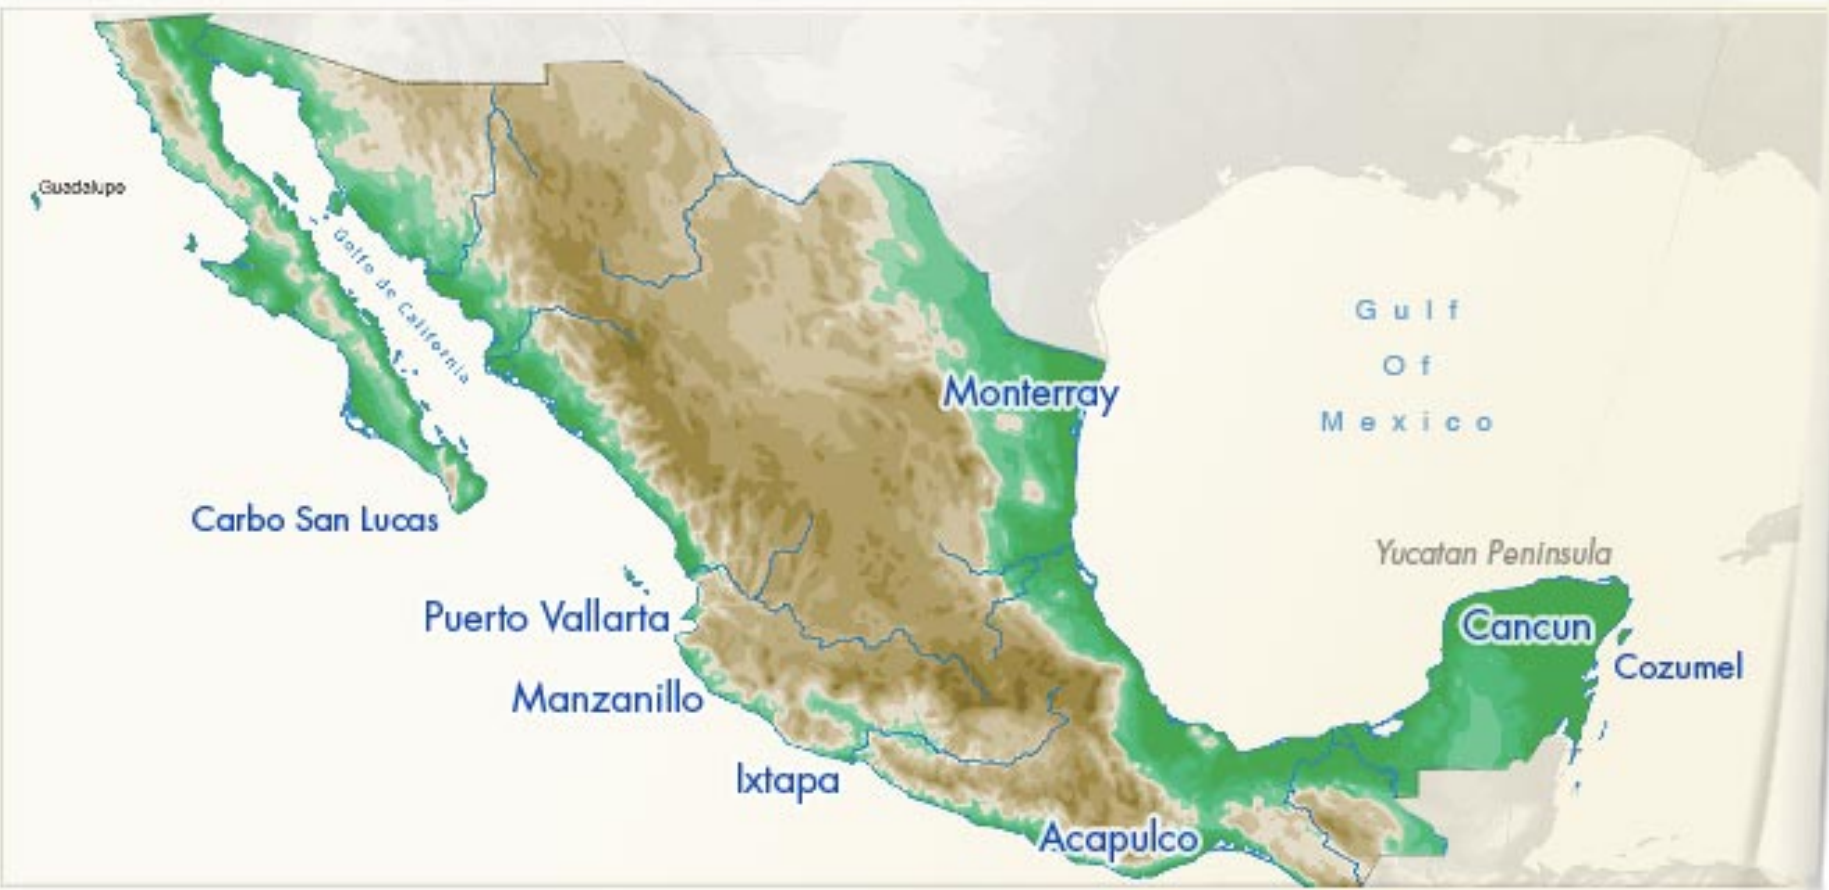 Guadalupo
Golfo de California
Gulf
Of
Mexico
Monterray
Carbo San Lucas
Yucatan Peninsula
Puerto Vallarta
Cancun
Cozumel
Manzanillo
Ixtapa
Acapulco